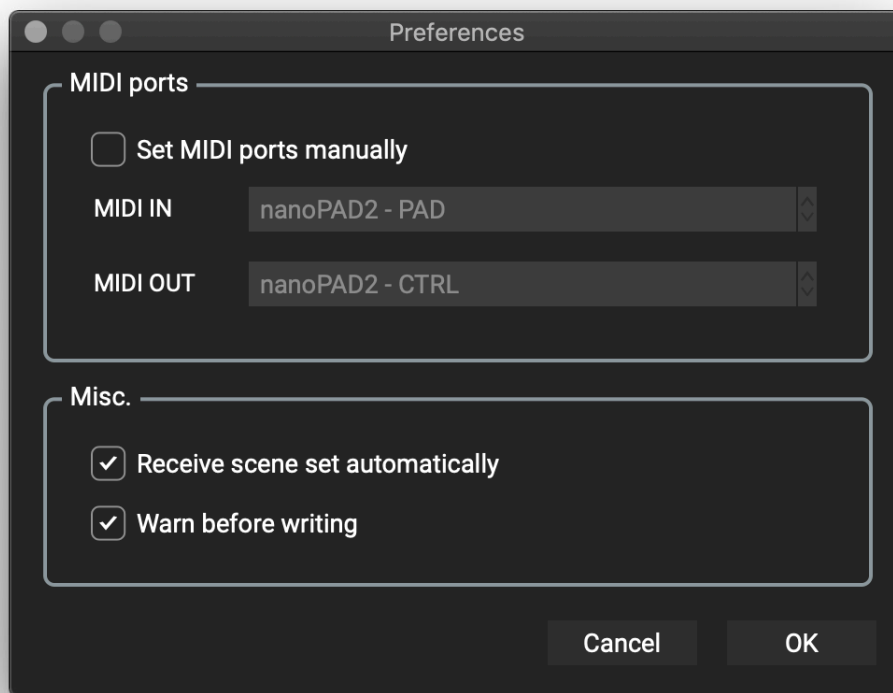 Preferences
MIDI ports
Set MIDI ports manually
MIDI IN
nanoPAD2 - PAD
MIDI OUT
nanoPAD2 - CTRL
Misc.
Receive scene set automatically
Warn before writing
Cancel
OK